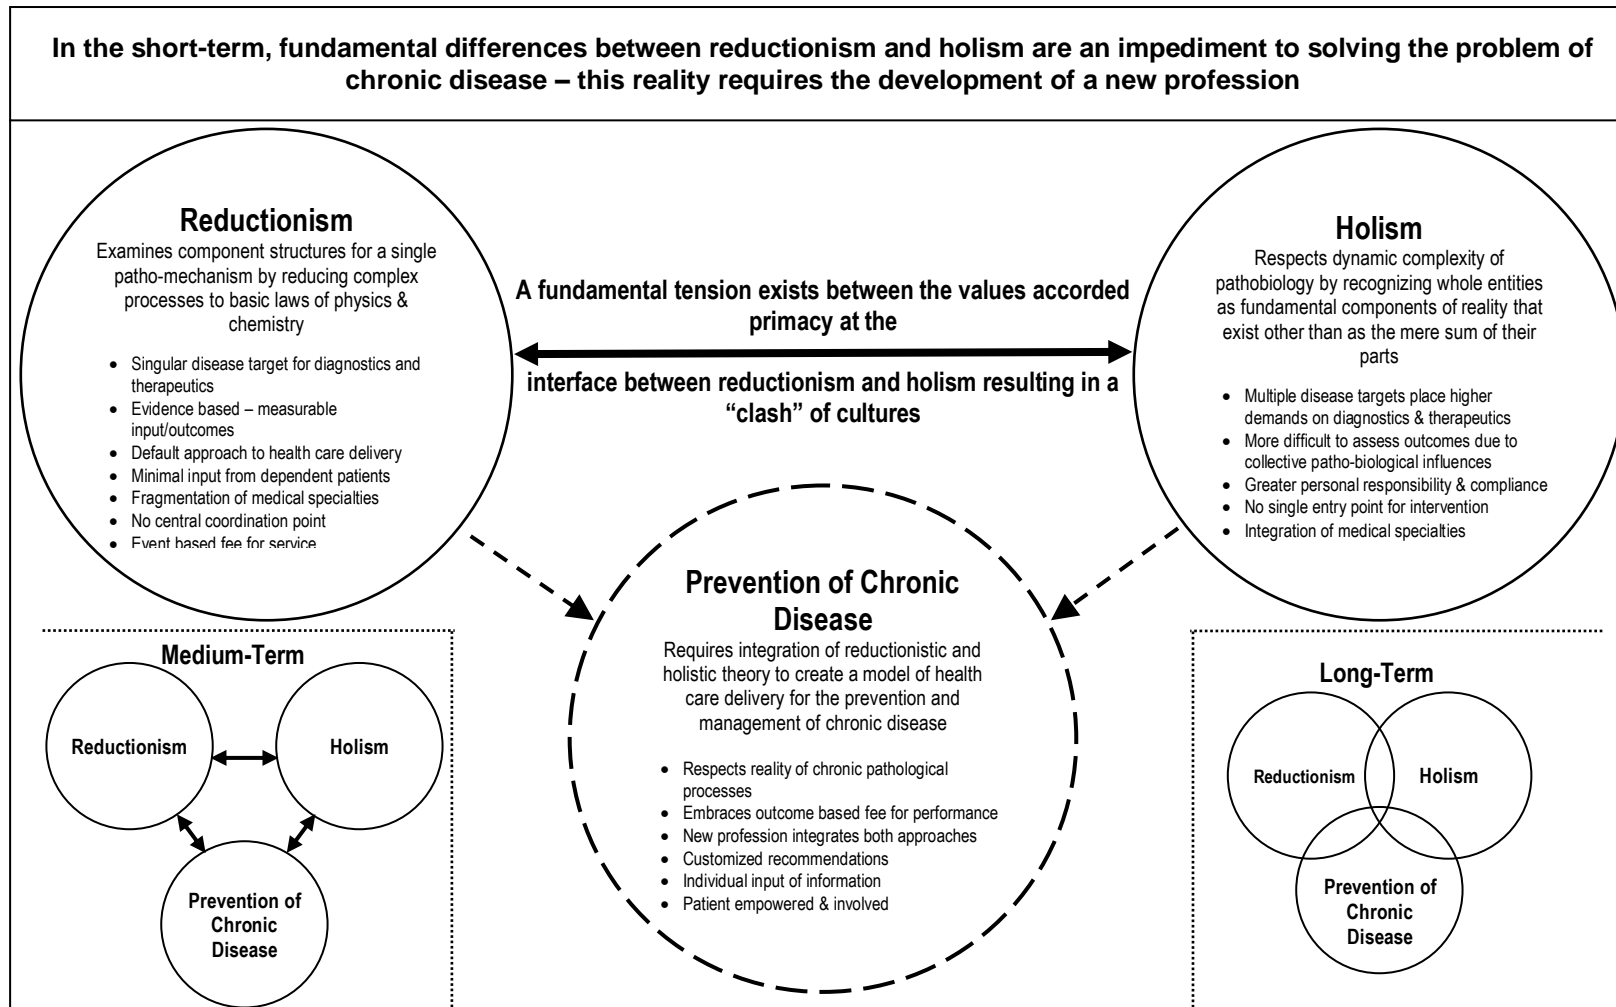 In the short-term, fundamental differences between reductionism and holism are an impediment to solving the problem of
chronic disease – this reality requires the development of a new profession
Reductionism
Examines component structures for a single
patho-mechanism by reducing complex
processes to basic laws of physics &
chemistry
• Singular disease target for diagnostics and
therapeutics
• Evidence based – measurable
input/outcomes
• Default approach to health care delivery
• Minimal input from dependent patients
• Fragmentation of medical specialties
• No central coordination point
• Event based fee for service
A fundamental tension exists between the values accorded
primacy at the
interface between reductionism and holism resulting in a
“clash” of cultures
Holism
Respects dynamic complexity of
pathobiology by recognizing whole entities
as fundamental components of reality that
exist other than as the mere sum of their
parts
• Multiple disease targets place higher
demands on diagnostics & therapeutics
• More difficult to assess outcomes due to
collective patho-biological influences
• Greater personal responsibility & compliance
• No single entry point for intervention
• Integration of medical specialties
Prevention of Chronic
Disease
Requires integration of reductionistic and
holistic theory to create a model of health
care delivery for the prevention and
management of chronic disease
• Respects reality of chronic pathological
processes
• Embraces outcome based fee for performance
• New profession integrates both approaches
• Customized recommendations
• Individual input of information
• Patient empowered & involved
Medium-Term
Reductionism
Holism
Prevention of
Chronic
Disease
Long-Term
Reductionism
Holism
Prevention of
Chronic
Disease